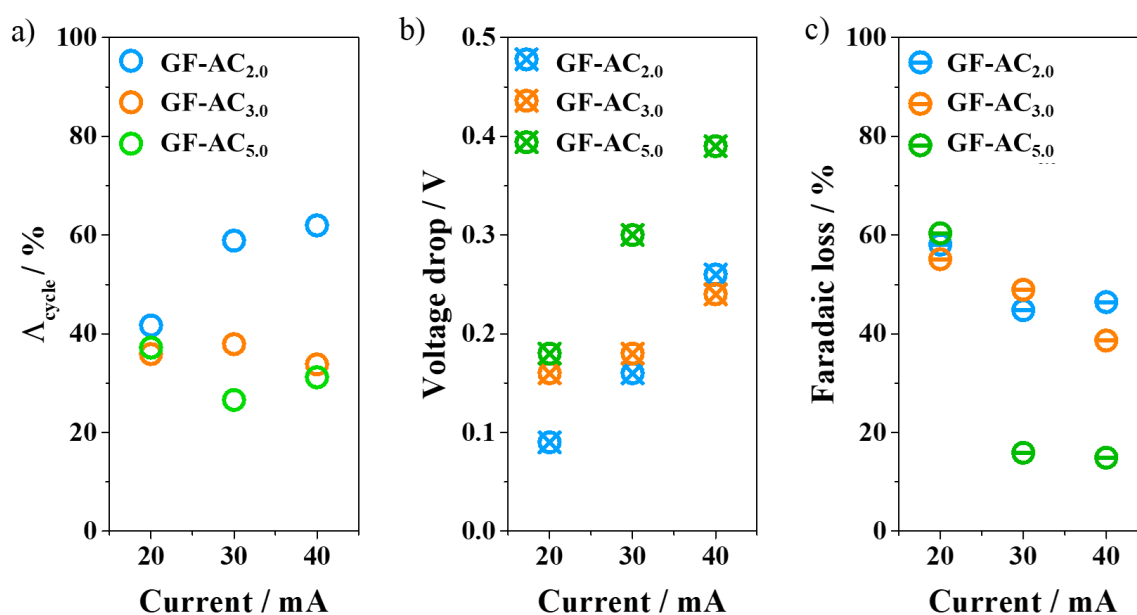 a)
100
80
60
40
20
0
Λcycle / %
GF-AC2.0
GF-AC3.0
GF-AC5.0
20 30 40
Current / mA
b)
0.5
0.4
0.3
0.2
0.1
0.0
Voltage drop / V
GF-AC2.0
GF-AC3.0
GF-AC5.0
20 30 40
Current / mA
c)
100
80
60
40
20
0
Faradaic loss / %
GF-AC2.0
GF-AC3.0
GF-AC5.0
20 30 40
Current / mA